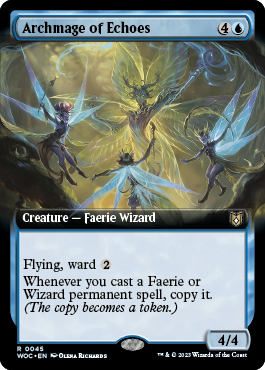 Archmage of Echoes 4
Creature — Faerie Wizard
Flying, ward 2
Whenever you cast a Faerie or
Wizard permanent spell, copy it.
(The copy becomes a token.)
4/4
R 0045
WOC • EN Olena Richards
™ & © 2023 Wizards of the Coast